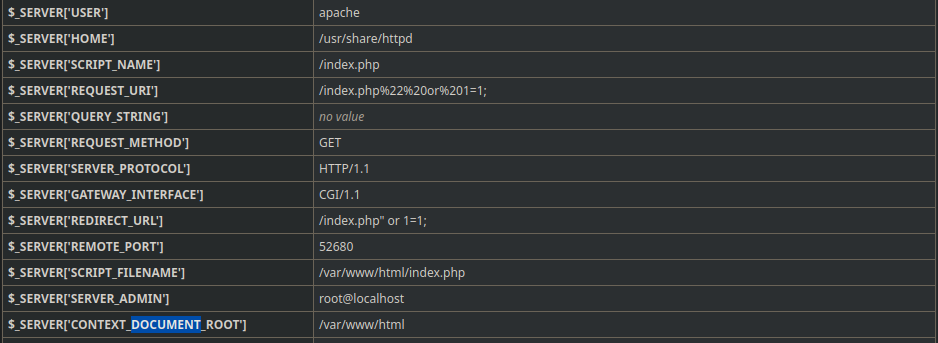 $_SERVER['USER'] apache
$_SERVER['HOME'] /usr/share/httpd
$_SERVER['SCRIPT_NAME'] /index.php
$_SERVER['REQUEST_URI'] /index.php%22%20or%201=1;
$_SERVER['QUERY_STRING'] no value
$_SERVER['REQUEST_METHOD'] GET
$_SERVER['SERVER_PROTOCOL'] HTTP/1.1
$_SERVER['GATEWAY_INTERFACE'] CGI/1.1
$_SERVER['REDIRECT_URL'] /index.php" or 1=1;
$_SERVER['REMOTE_PORT'] 52680
$_SERVER['SCRIPT_FILENAME'] /var/www/html/index.php
$_SERVER['SERVER_ADMIN'] root@localhost
$_SERVER['CONTEXT_DOCUMENT_ROOT'] /var/www/html